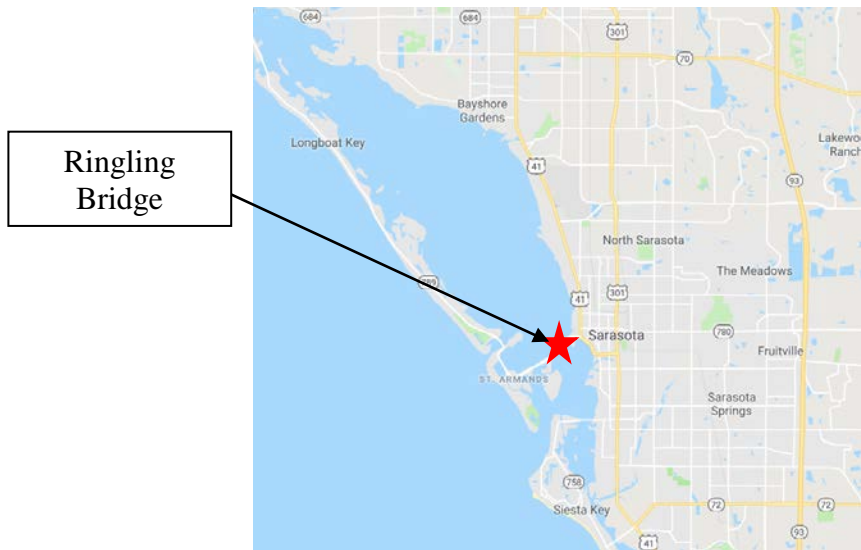 684
684
301
70
Bayshore
Gardens
Longboat Key
Lakewood
Ranch
Ringling
Bridge
41
93
North Sarasota
The Meadows
789
41
301
Sarasota
780
Fruitville
ST. ARMANDS
Sarasota
Springs
758
Siesta Key
72
72
41